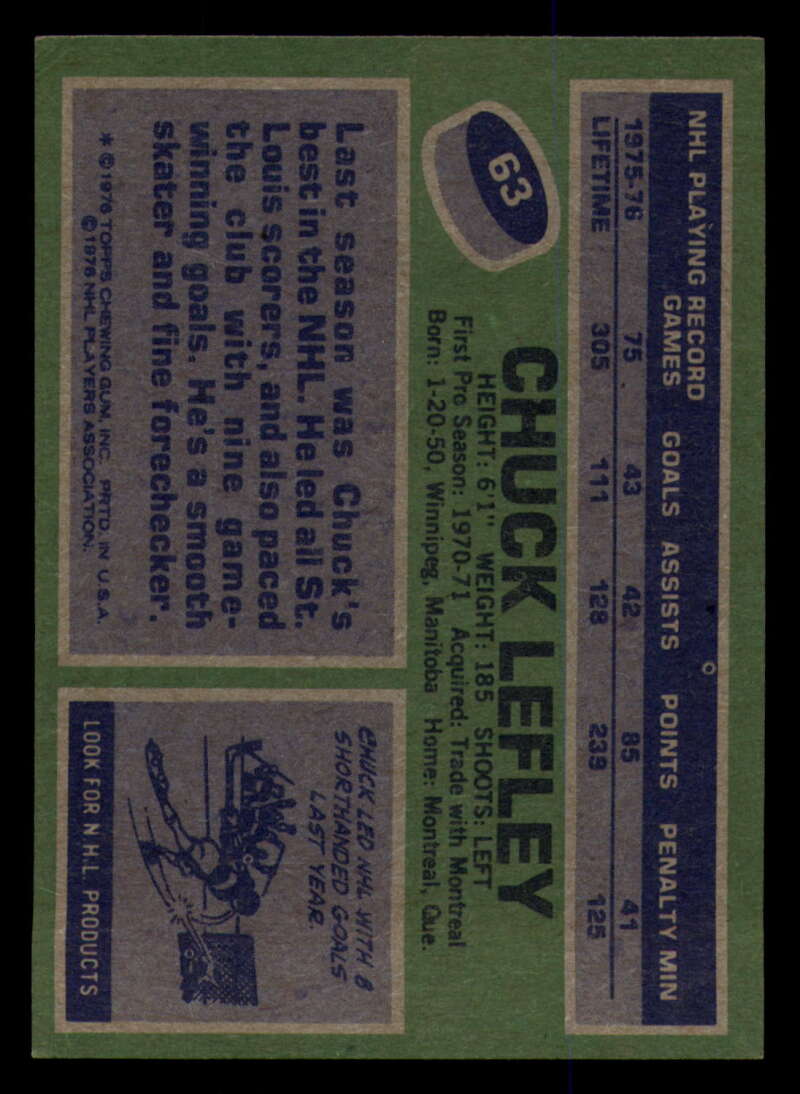 NHL PLAYING RECORD
GAMES GOALS ASSISTS POINTS PENALTY MIN
1975-76 75 43 42 85 41
LIFETIME 305 111 128 239 125
63
CHUCK LEFLEY
HEIGHT: 6'1" WEIGHT: 185 SHOOTS: LEFT
First Pro Season: 1970-71 Acquired: Trade with Montreal
Born: 1-20-50, Winnipeg, Manitoba Home: Montreal, Que.
Last season was Chuck's
best in the NHL. He led all St.
Louis scorers, and also paced
the club with nine game-
winning goals. He's a smooth
skater and fine forechecker.
* ©1976 TOPPS CHEWING GUM, INC. PRTD. IN U.S.A.
©1976 NHL PLAYERS ASSOCIATION.
CHUCK LED NHL WITH 8
SHORTHANDED GOALS
LAST YEAR.
LOOK FOR N.H.L. PRODUCTS